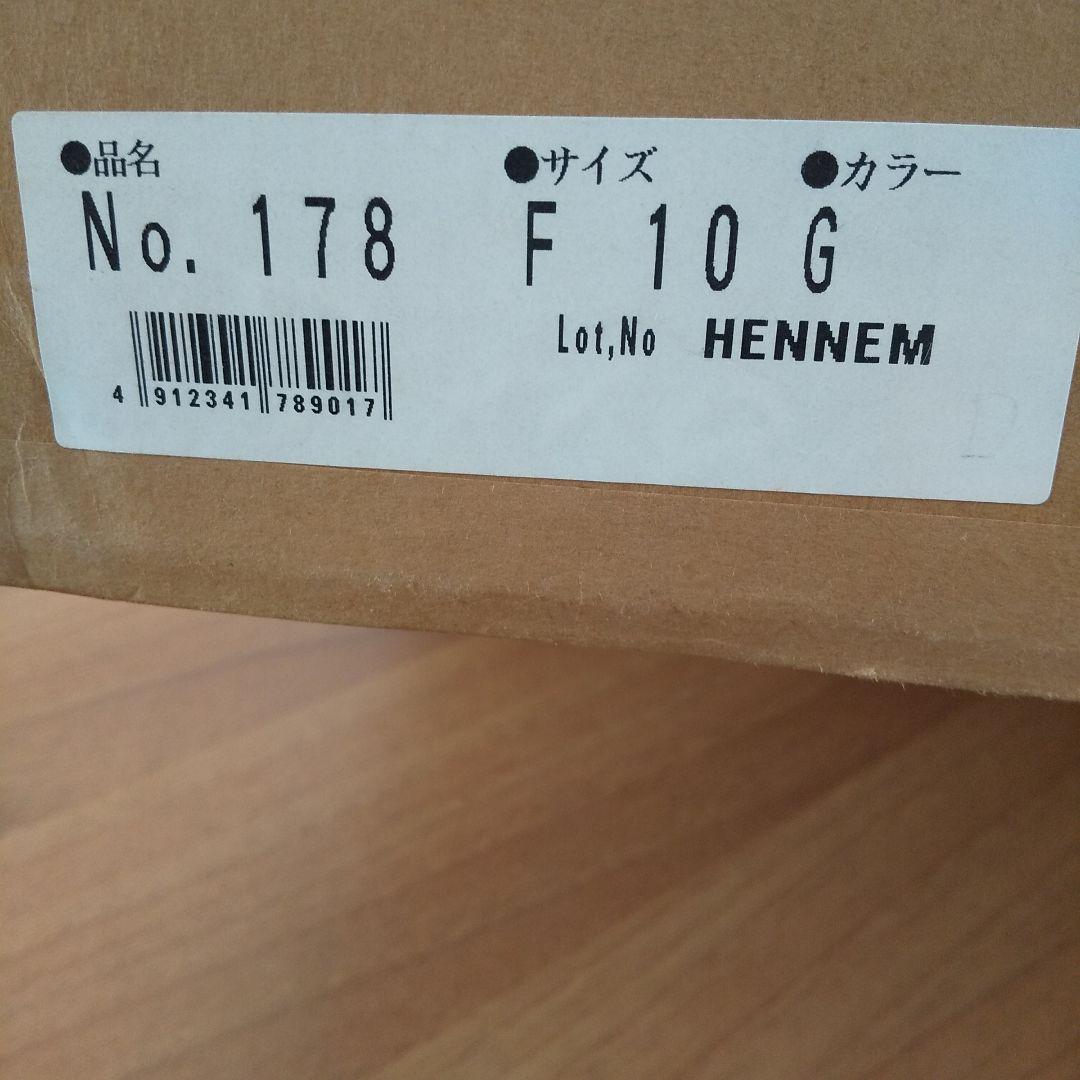 ●品名 ●サイズ ●カラー
No. 178 F 10 G
Lot,No HENNEM
4 912341 789017